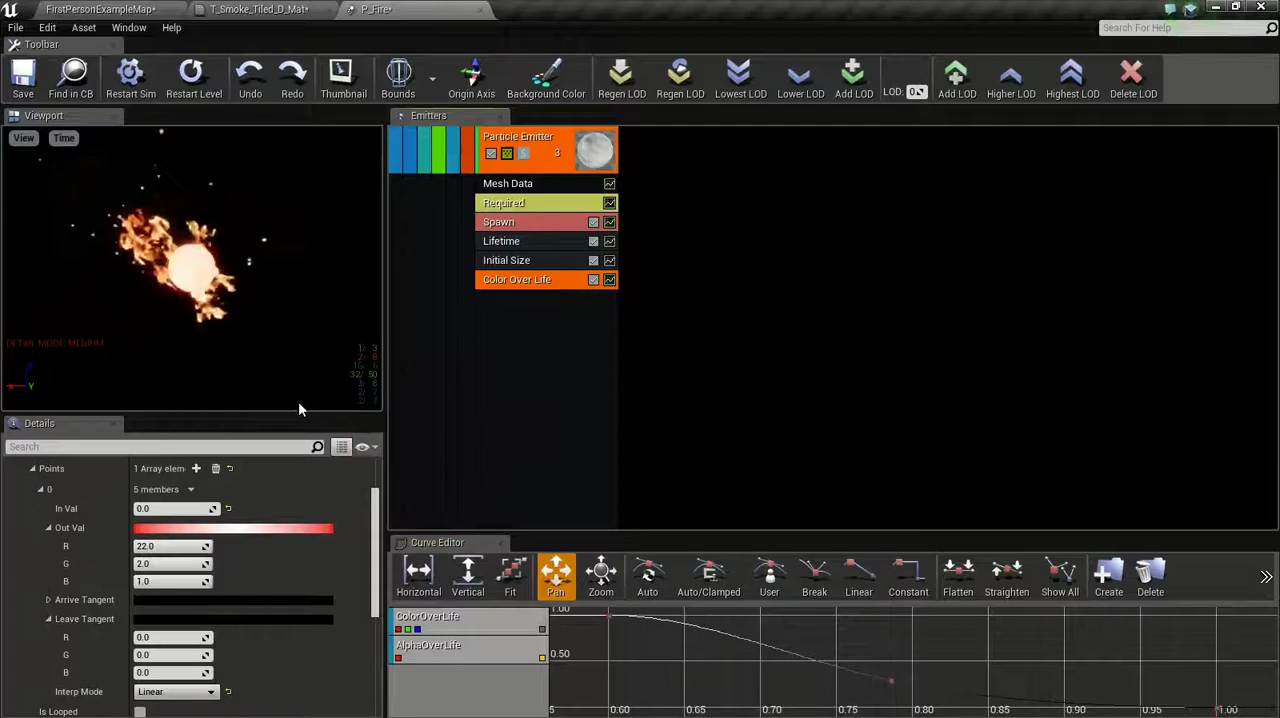 FirstPersonExampleMap*
T_Smoke_Tiled_D_Mat*
P_Fire*
File Edit Asset Window Help
Search For Help
Toolbar
Save Find in CB Restart Sim Restart Level Undo Redo Thumbnail Bounds Origin Axis Background Color Regen LOD Regen LOD Lowest LOD Lower LOD Add LOD LOD: 0 Add LOD Higher LOD Highest LOD Delete LOD
Viewport
View Time
DETAIL MODE MEDIUM
Emitters
Particle Emitter
3
Mesh Data
Required
Spawn
Lifetime
Initial Size
Color Over Life
Details
Search
Points 1 Array elem
0 5 members
In Val 0.0
Out Val
R 22.0
G 2.0
B 1.0
Arrive Tangent
Leave Tangent
R 0.0
G 0.0
B 0.0
Interp Mode Linear
Is Looped
Curve Editor
Horizontal Vertical Fit Pan Zoom Auto Auto/Clamped User Break Linear Constant Flatten Straighten Show All Create Delete
ColorOverLife
AlphaOverLife
1.00
0.50
5 0.60 0.65 0.70 0.75 0.80 0.85 0.90 0.95 1.00